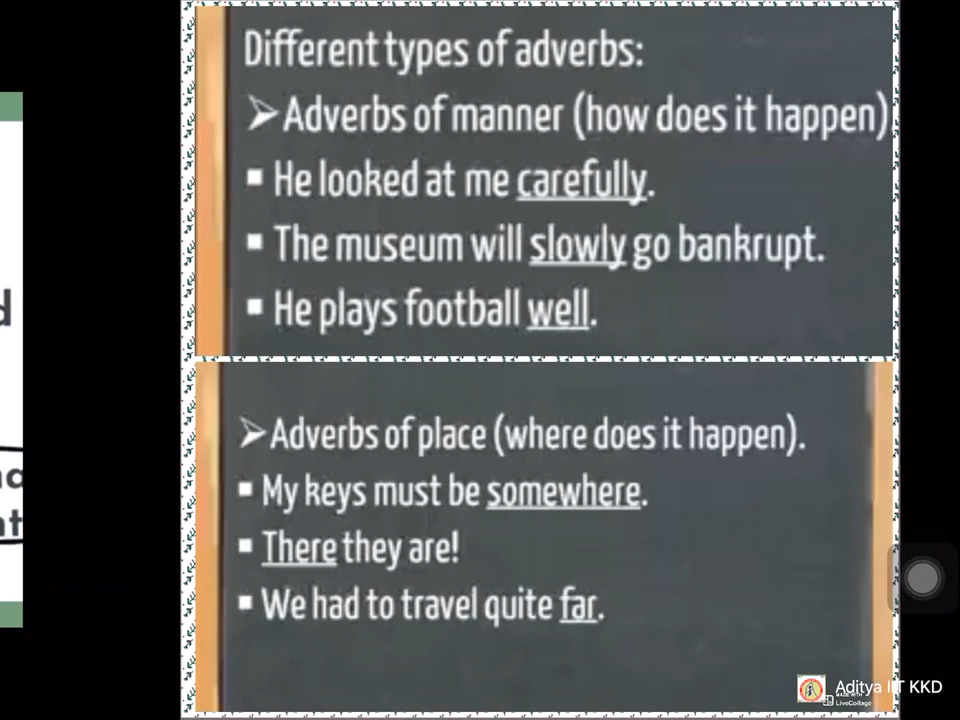 Different types of adverbs:
➢Adverbs of manner (how does it happen)
▪ He looked at me carefully.
▪ The museum will slowly go bankrupt.
▪ He plays football well.
➢Adverbs of place (where does it happen).
▪ My keys must be somewhere.
▪ There they are!
▪ We had to travel quite far.
Aditya IIT KKD
MADE WITH
LiveCollage